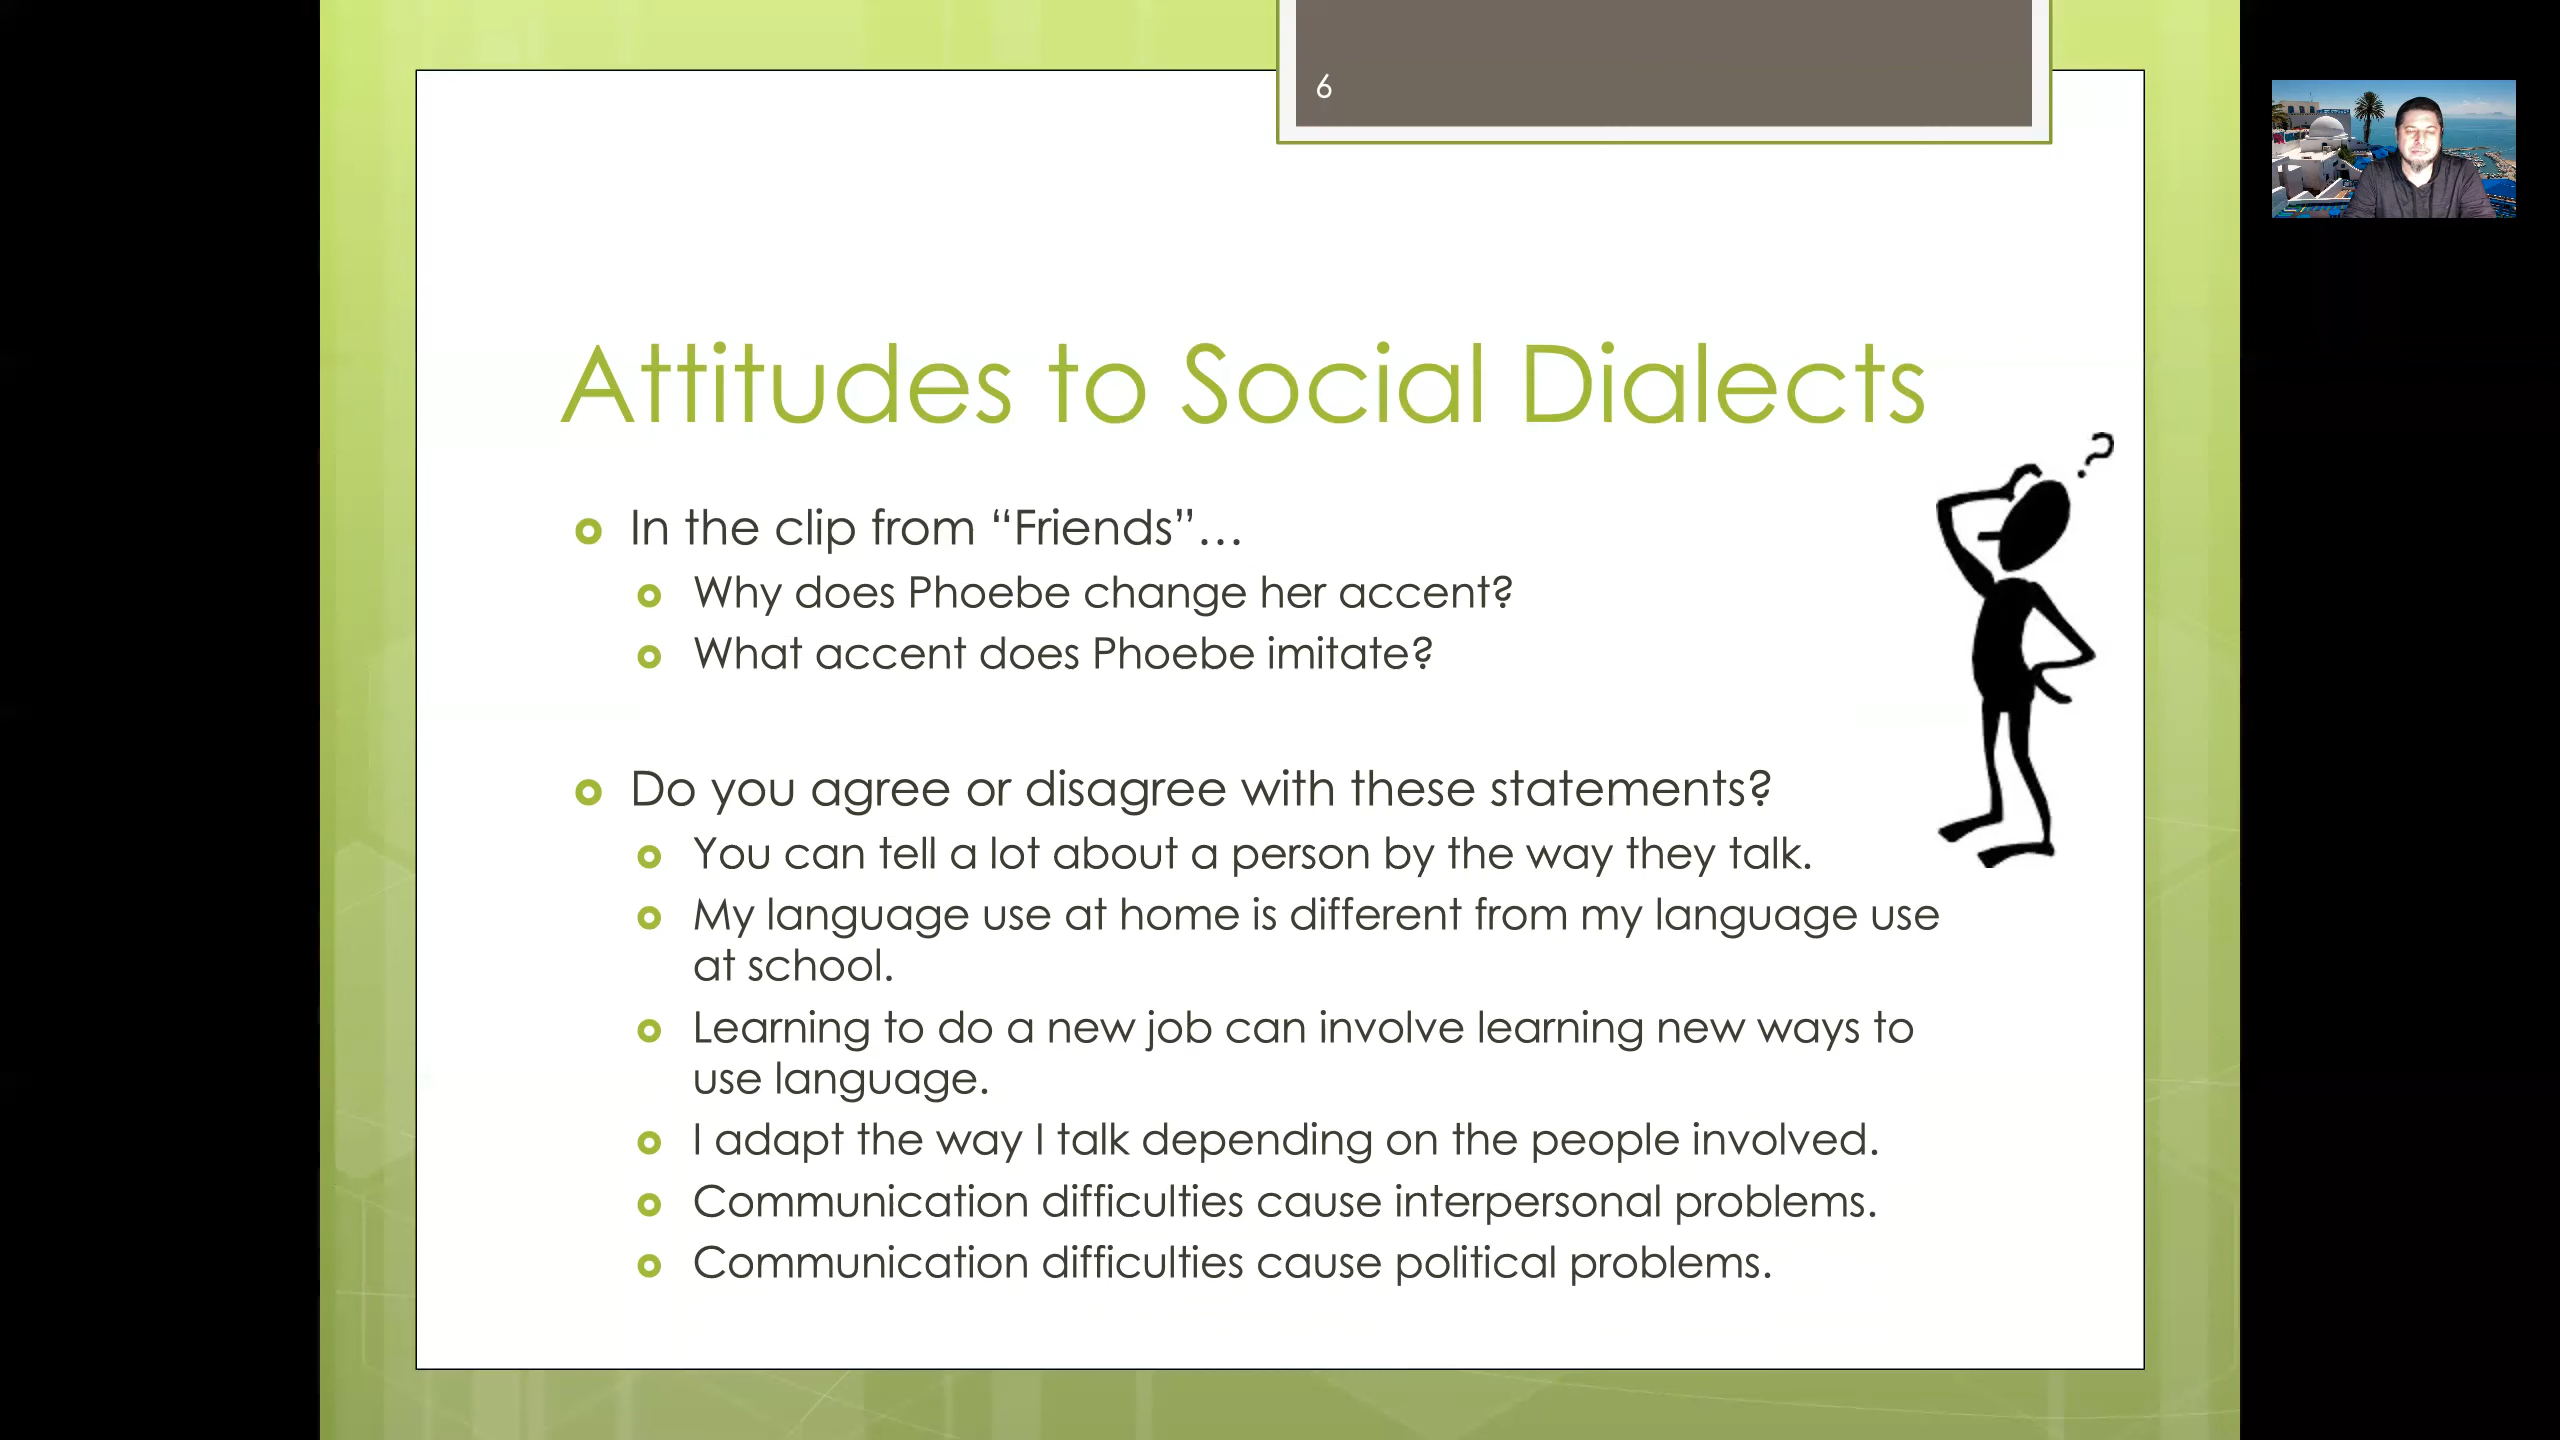 6
Attitudes to Social Dialects
?
In the clip from “Friends”…
Why does Phoebe change her accent?
What accent does Phoebe imitate?
Do you agree or disagree with these statements?
You can tell a lot about a person by the way they talk.
My language use at home is different from my language use
at school.
Learning to do a new job can involve learning new ways to
use language.
I adapt the way I talk depending on the people involved.
Communication difficulties cause interpersonal problems.
Communication difficulties cause political problems.